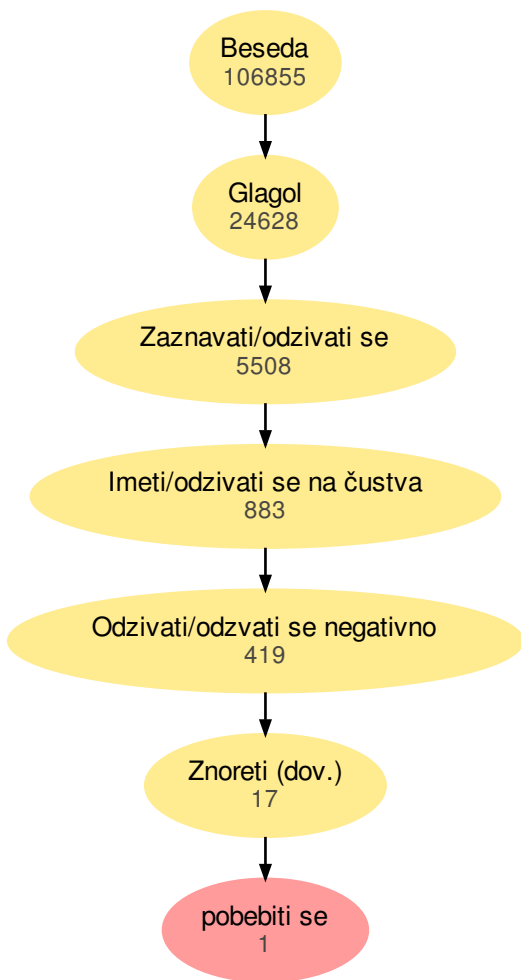 Beseda
106855
Glagol
24628
Zaznavati/odzivati se
5508
Imeti/odzivati se na čustva
883
Odzivati/odzvati se negativno
419
Znoreti (dov.)
17
pobebiti se
1